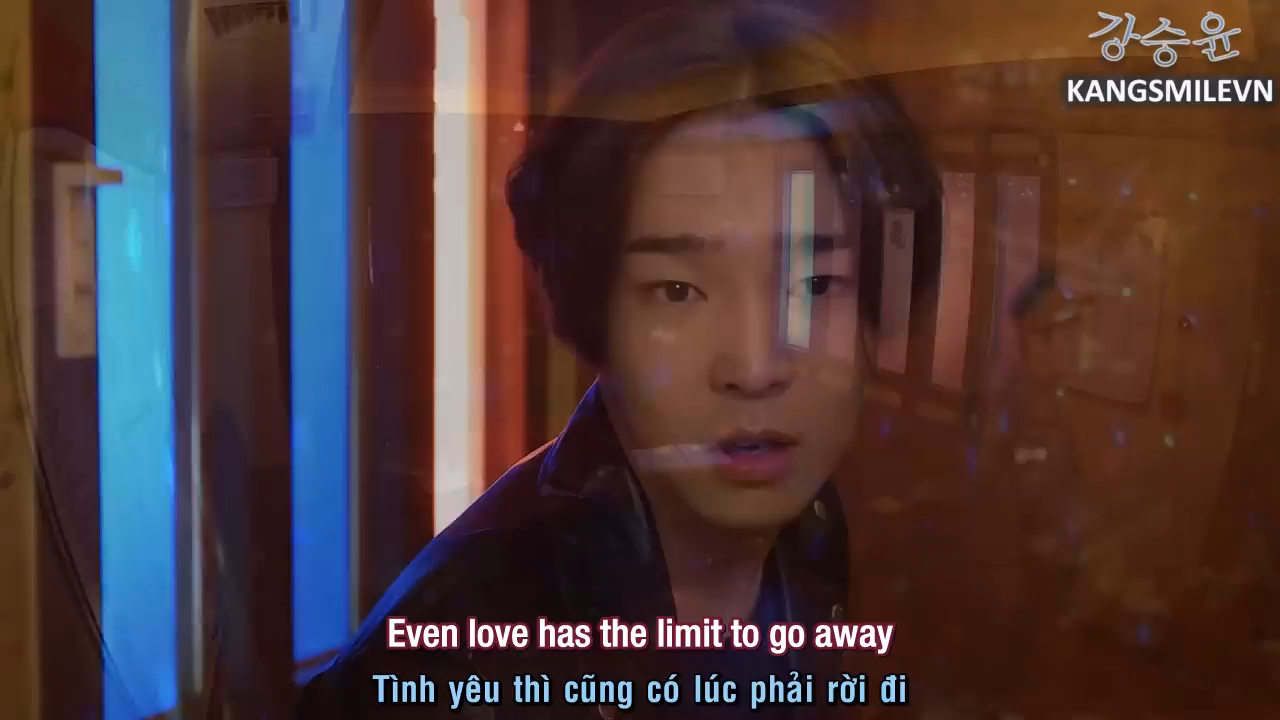 강승윤
KANGSMILEVN
Even love has the limit to go away
Tình yêu thì cũng có lúc phải rời đi